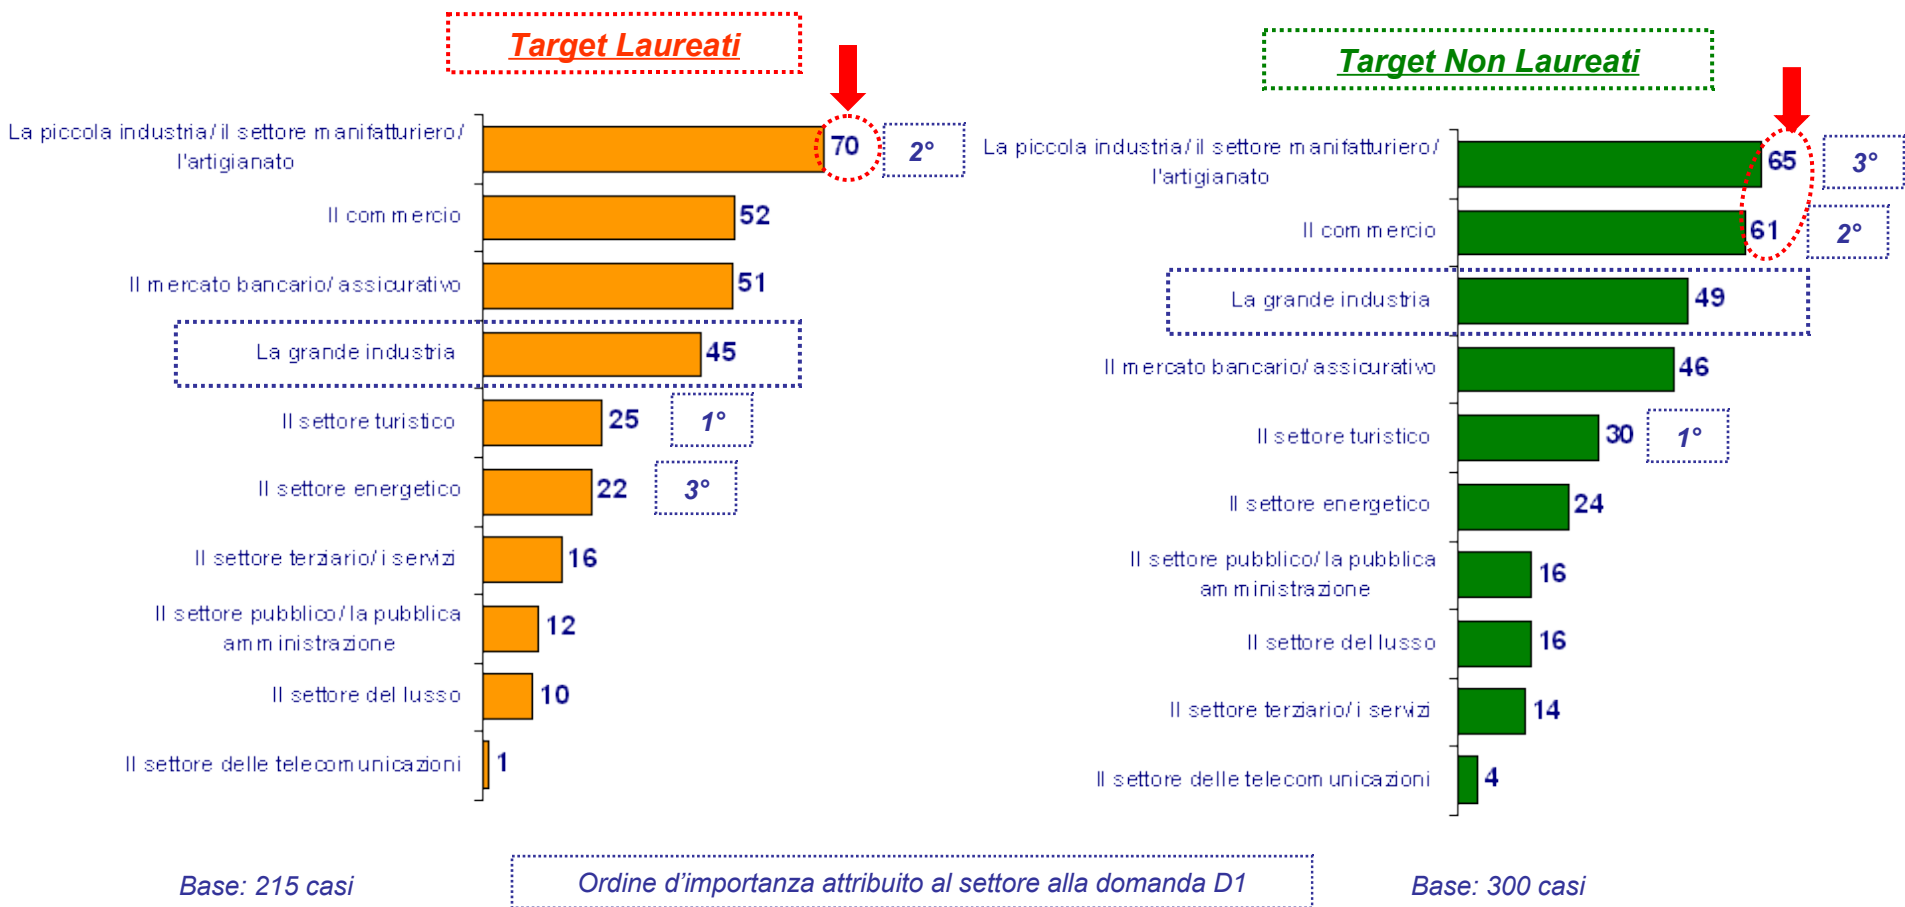 Target Laureati
La piccola industria/ il settore manifatturiero/
l'artigianato
70
2°
Il commercio
52
Il mercato bancario/ assicurativo
51
La grande industria
45
Il settore turistico
25
1°
Il settore energetico
22
3°
Il settore terziario/ i servizi
16
Il settore pubblico/ la pubblica
amministrazione
12
Il settore del lusso
10
Il settore delle telecomunicazioni
1
Base: 215 casi
Target Non Laureati
La piccola industria/ il settore manifatturiero/
l'artigianato
65
3°
Il commercio
61
2°
La grande industria
49
Il mercato bancario/ assicurativo
46
Il settore turistico
30
1°
Il settore energetico
24
Il settore pubblico/ la pubblica
amministrazione
16
Il settore del lusso
16
Il settore terziario/ i servizi
14
Il settore delle telecomunicazioni
4
Ordine d'importanza attribuito al settore alla domanda D1
Base: 300 casi